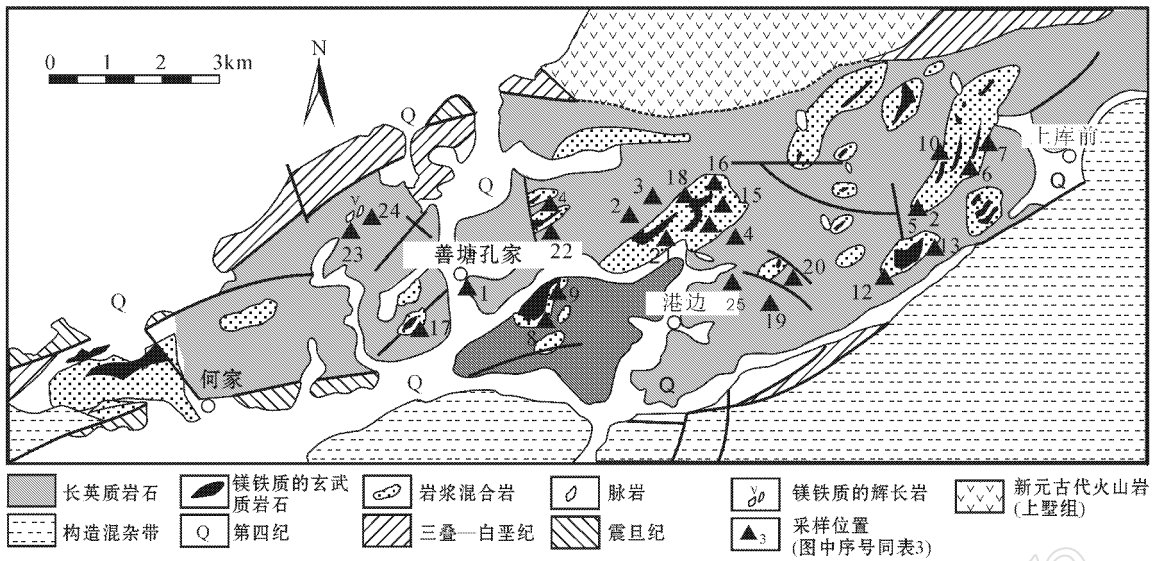 0 1 2 3km
N
Q
Q
上库前
10
7
6
Q
16
18
15
3
2
4
2
5
13
12
24
23
v
善塘孔家
22
4
21
20
港边
25
19
1
9
8
17
Q
何家
Q
Q
长英质岩石
镁铁质的玄武
质岩石
岩浆混合岩
脉岩
v
镁铁质的辉长岩
新元古代火山岩
(上墅组)
构造混杂带
Q
第四纪
三叠—白垩纪
震旦纪
3
采样位置
(图中序号同表3)